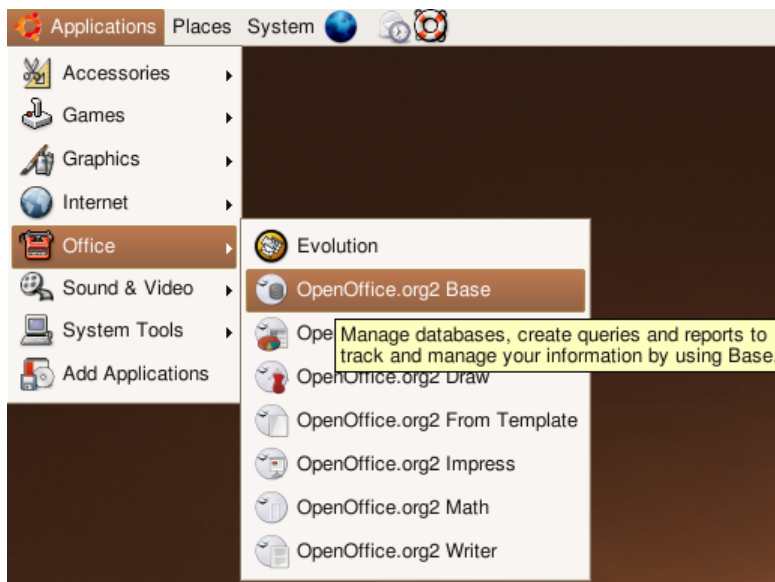 Applications Places System
Accessories
Games
Graphics
Internet
Office
Sound & Video
System Tools
Add Applications
Evolution
OpenOffice.org2 Base
Manage databases, create queries and reports to
track and manage your information by using Base.
OpenOffice.org2 Draw
OpenOffice.org2 From Template
OpenOffice.org2 Impress
OpenOffice.org2 Math
OpenOffice.org2 Writer